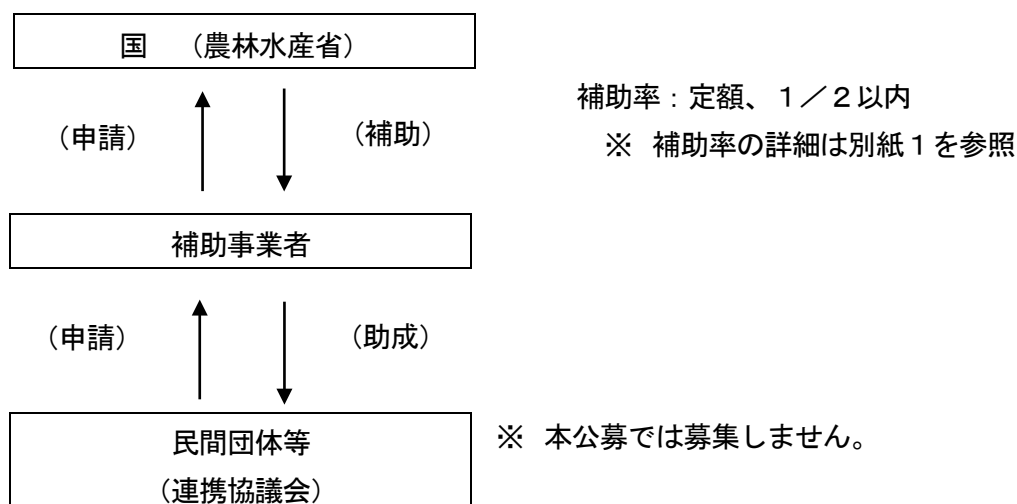 国　（農林水産省）
補助率：定額、１／２以内
（申請）
（補助）
※　補助率の詳細は別紙１を参照
補助事業者
（申請）
（助成）
民間団体等
（連携協議会）
※　本公募では募集しません。